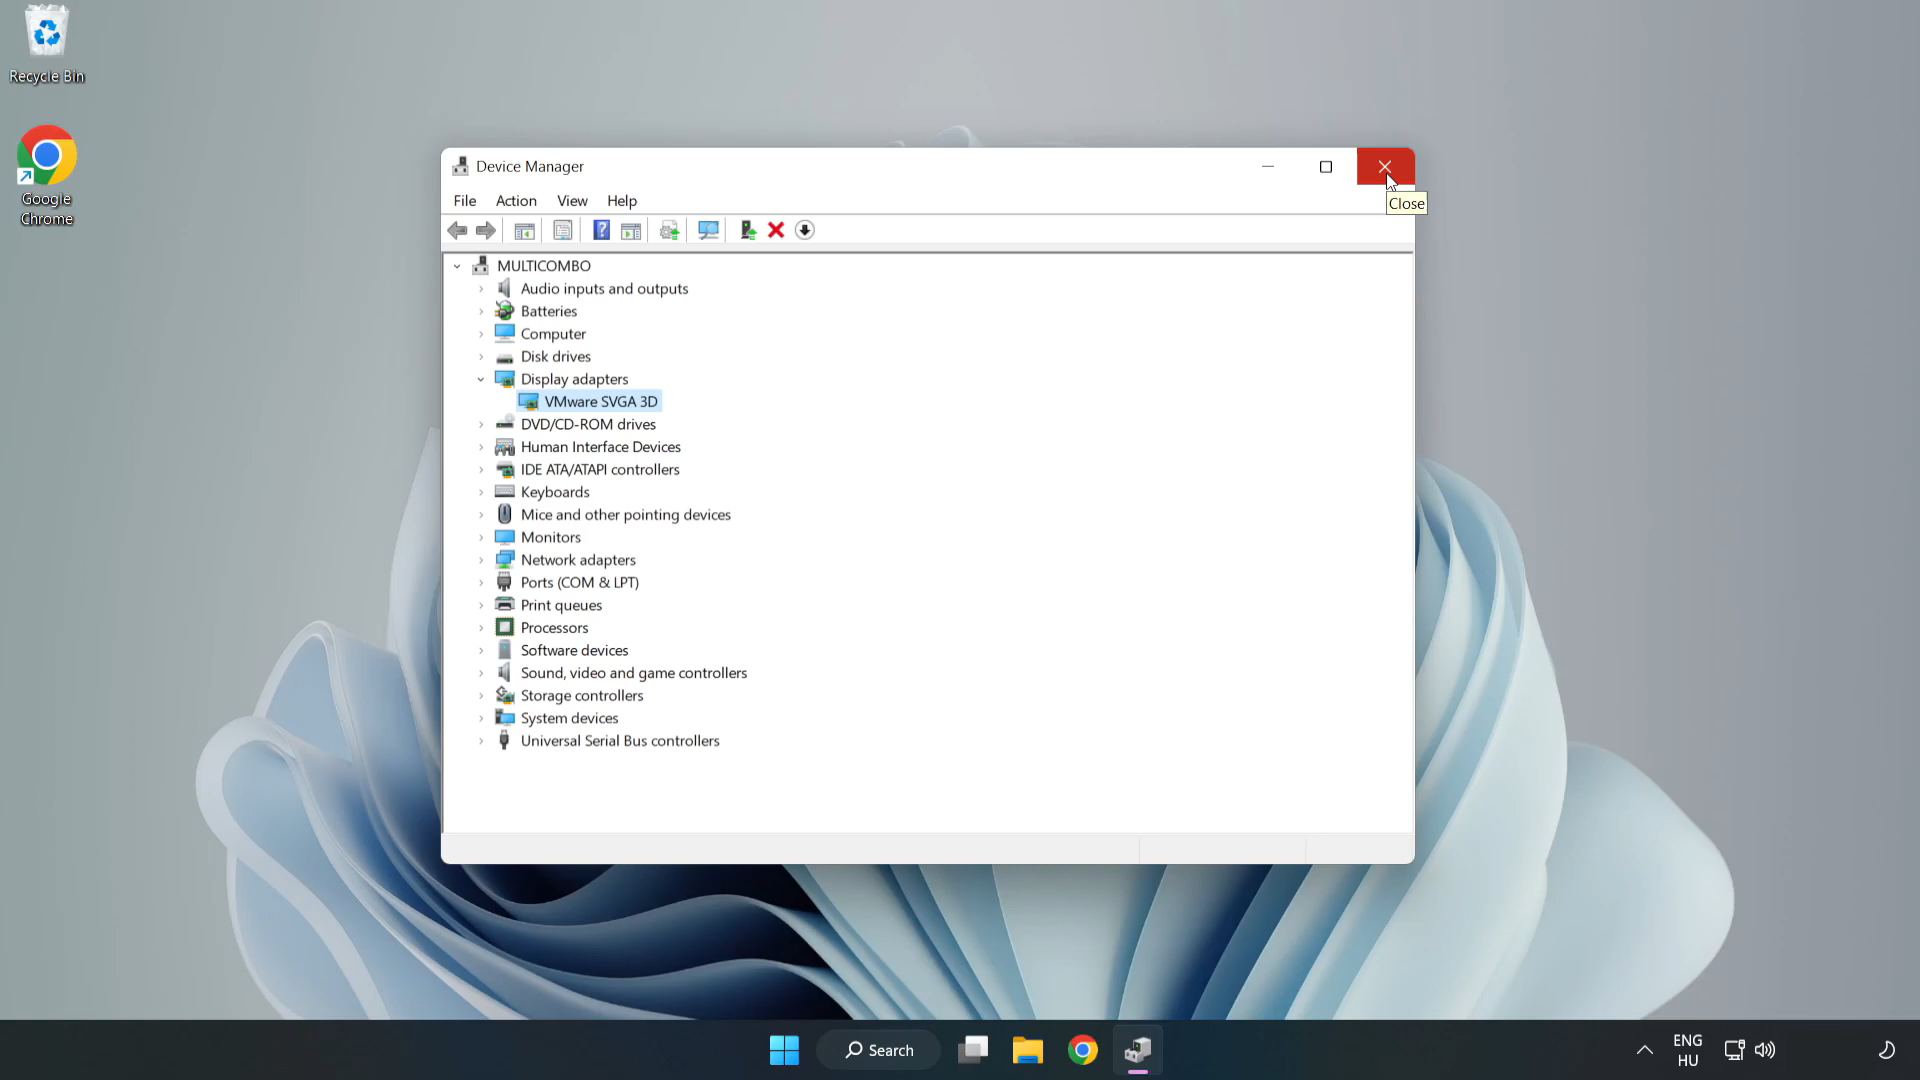 Recycle Bin
Google
Chrome
Device Manager
File Action View Help
Close
MULTICOMBO
Audio inputs and outputs
Batteries
Computer
Disk drives
Display adapters
VMware SVGA 3D
DVD/CD-ROM drives
Human Interface Devices
IDE ATA/ATAPI controllers
Keyboards
Mice and other pointing devices
Monitors
Network adapters
Ports (COM & LPT)
Print queues
Processors
Software devices
Sound, video and game controllers
Storage controllers
System devices
Universal Serial Bus controllers
Search
ENG
HU